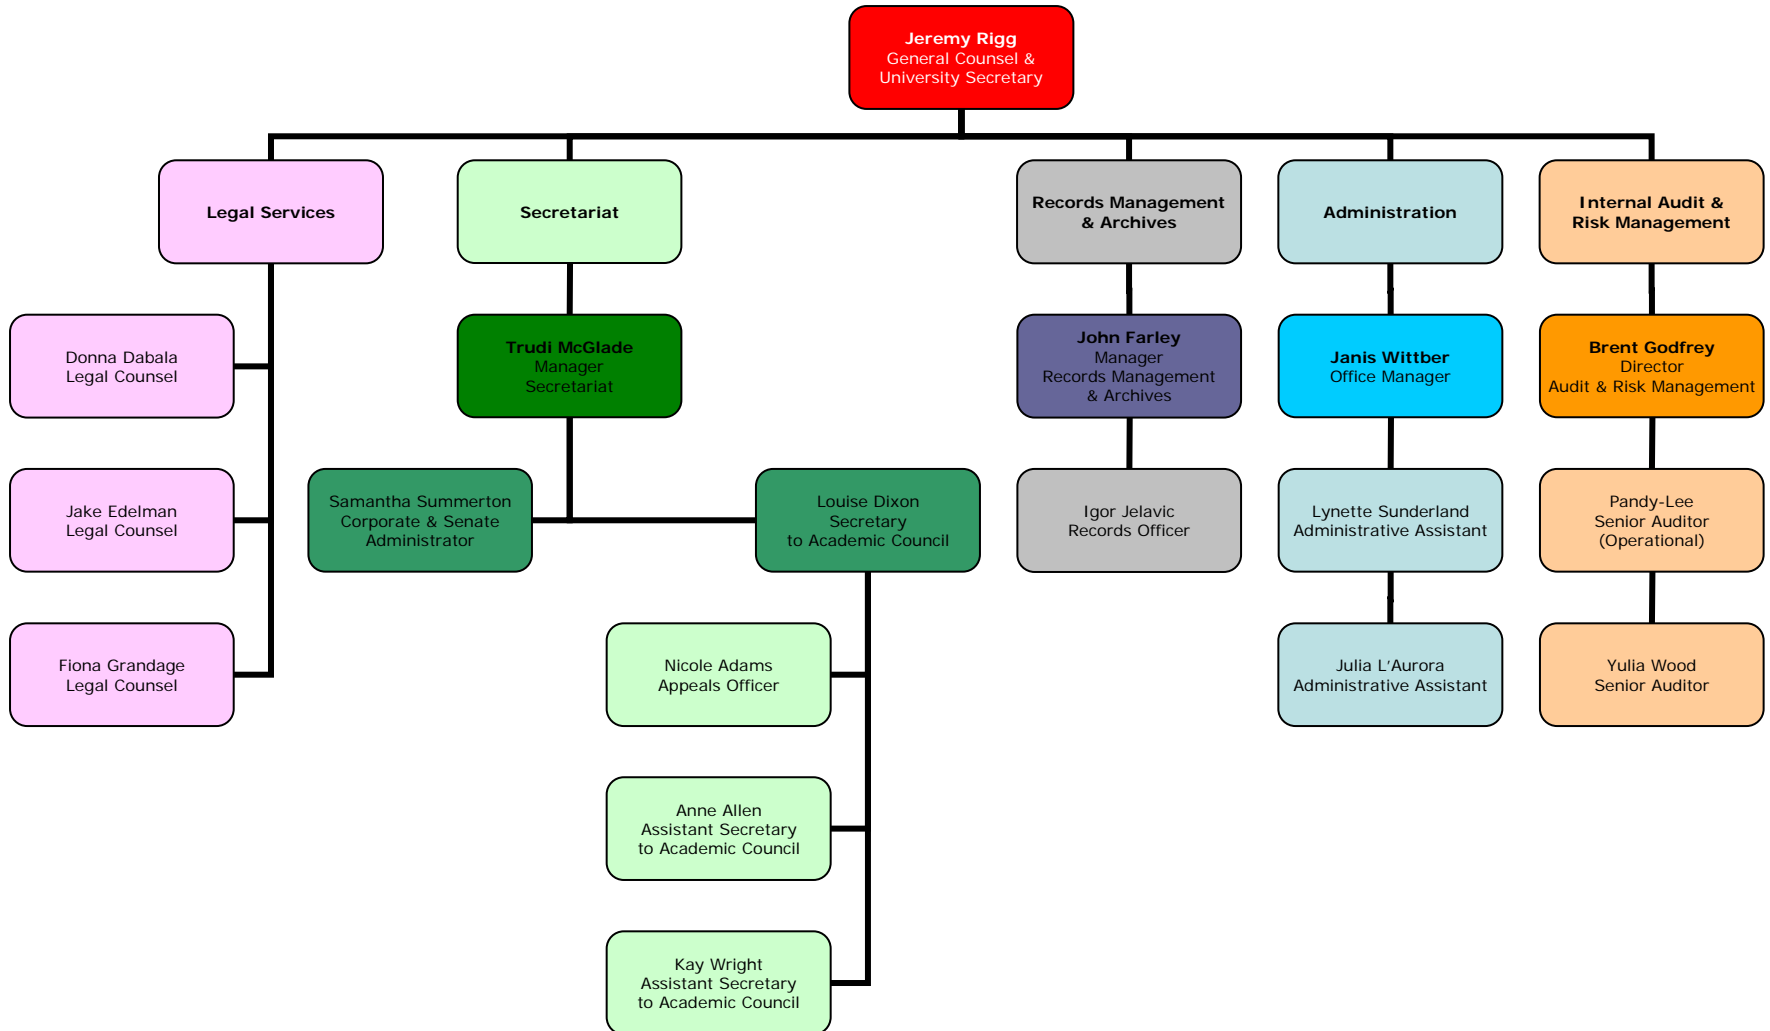 Jeremy Rigg
General Counsel &
University Secretary
Legal Services
Secretariat
Records Management
& Archives
Administration
Internal Audit &
Risk Management
Donna Dabala
Legal Counsel
Trudi McGlade
Manager
Secretariat
John Farley
Manager
Records Management
& Archives
Janis Wittber
Office Manager
Brent Godfrey
Director
Audit & Risk Management
Jake Edelman
Legal Counsel
Samantha Summerton
Corporate & Senate
Administrator
Louise Dixon
Secretary
to Academic Council
Igor Jelavic
Records Officer
Lynette Sunderland
Administrative Assistant
Pandy-Lee
Senior Auditor
(Operational)
Fiona Grandage
Legal Counsel
Nicole Adams
Appeals Officer
Julia L'Aurora
Administrative Assistant
Yulia Wood
Senior Auditor
Anne Allen
Assistant Secretary
to Academic Council
Kay Wright
Assistant Secretary
to Academic Council